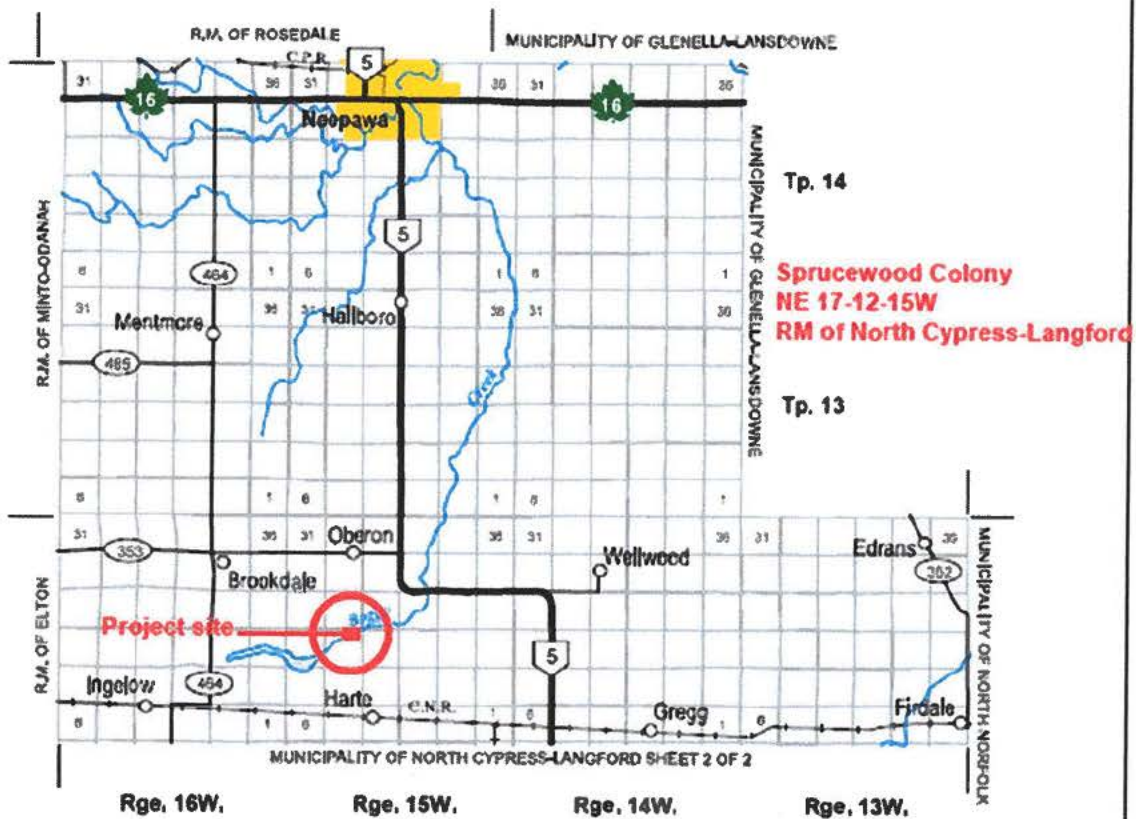 R.M. OF ROSEDALE
MUNICIPALITY OF GLENELLA-LANSDOWNE
C.P.R.
5
31
36
31
36
31
36
16
16
Neepawa
R.M. OF MINTO-ODANAH
MUNICIPALITY OF GLENELLA-LANSDOWNE
Tp. 14
5
6
464
1
6
1
6
1
Sprucewood Colony
NE 17-12-15W
RM of North Cypress-Langford
31
36
31
Hallboro
36
31
36
Mentmore
465
Creek
Tp. 13
6
1
6
1
6
1
31
36
31
36
31
36
31
36
353
Oberon
Wellwood
Edrans
352
Brookdale
R.M. OF ELTON
MUNICIPALITY OF NORTH NORFOLK
Project site
5
464
Ingelow
Harte
C.N.R.
Gregg
Firdale
6
1
6
1
6
1
6
1
MUNICIPALITY OF NORTH CYPRESS-LANGFORD SHEET 2 OF 2
Rge. 16W.
Rge. 15W.
Rge. 14W.
Rge. 13W.